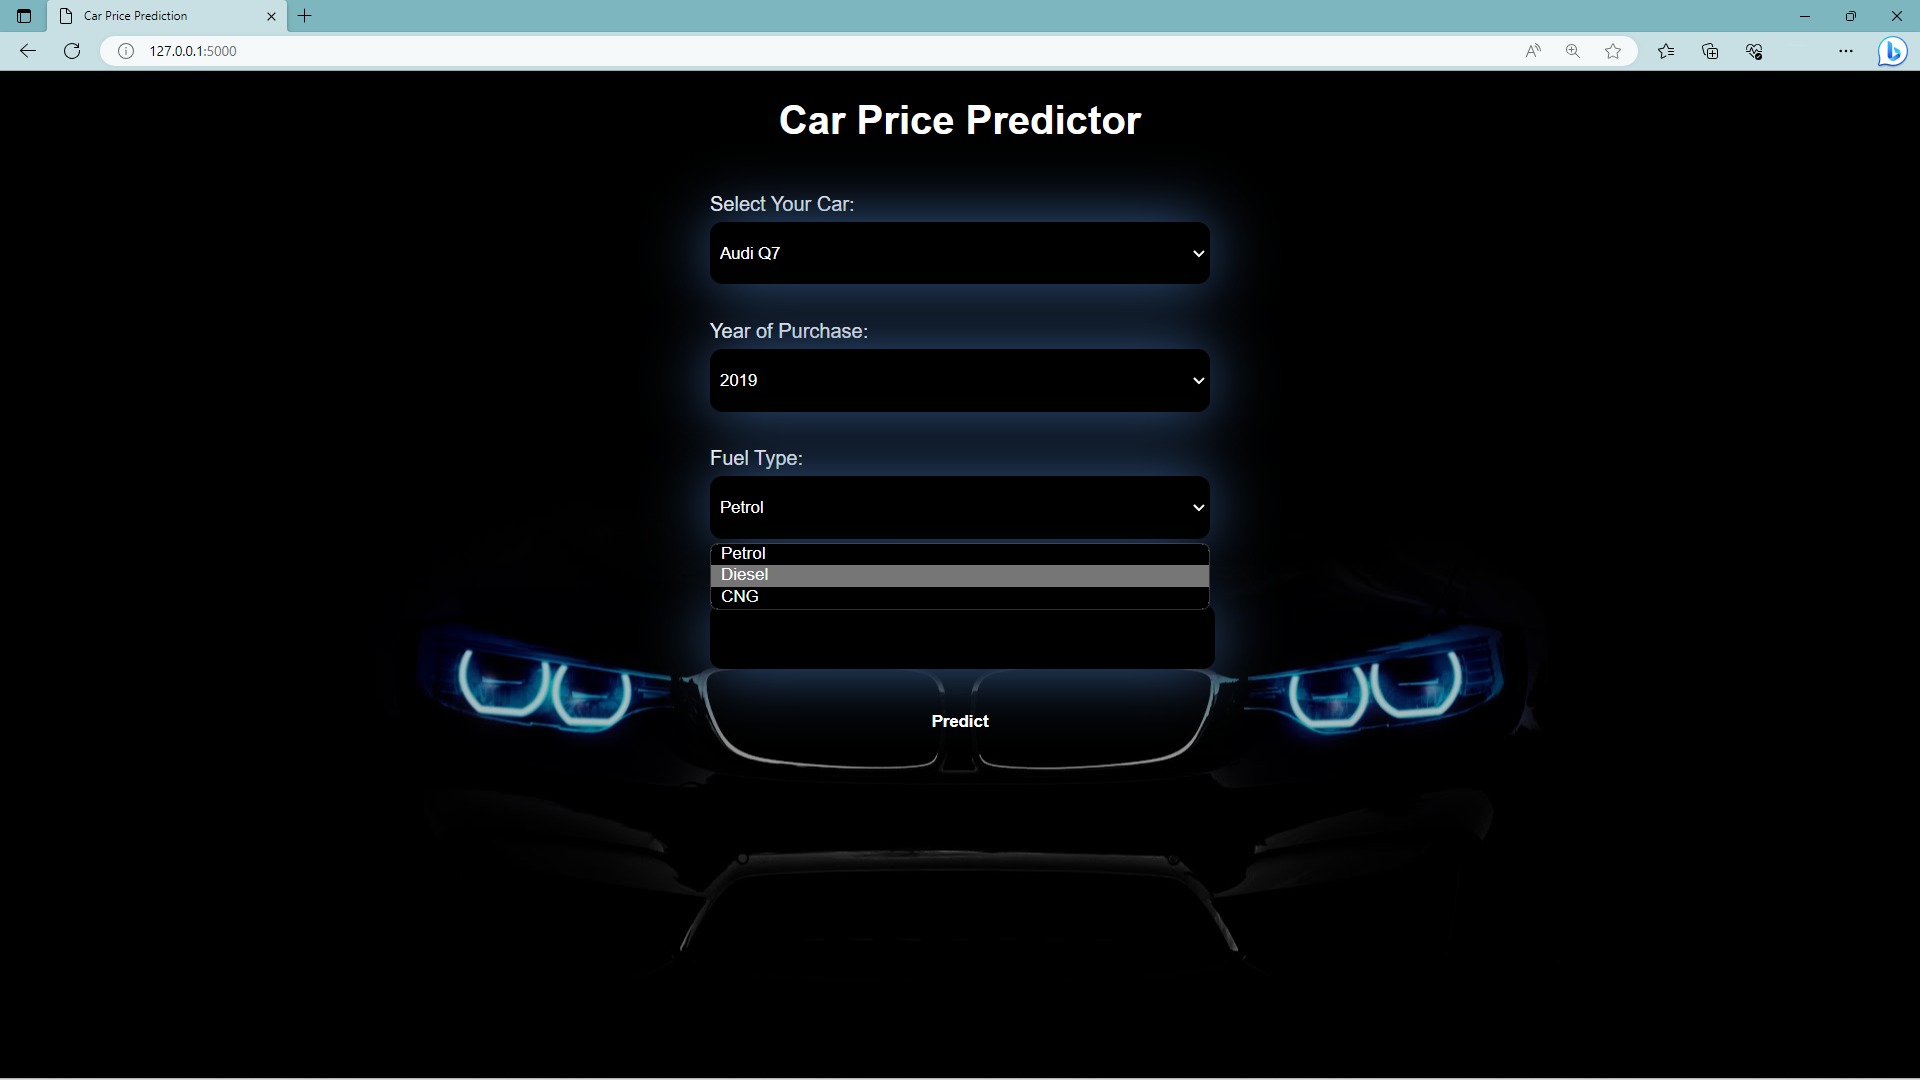 Car Price Prediction
127.0.0.1:5000
Car Price Predictor
Select Your Car:
Audi Q7
Year of Purchase:
2019
Fuel Type:
Petrol
Petrol
Diesel
CNG
Predict